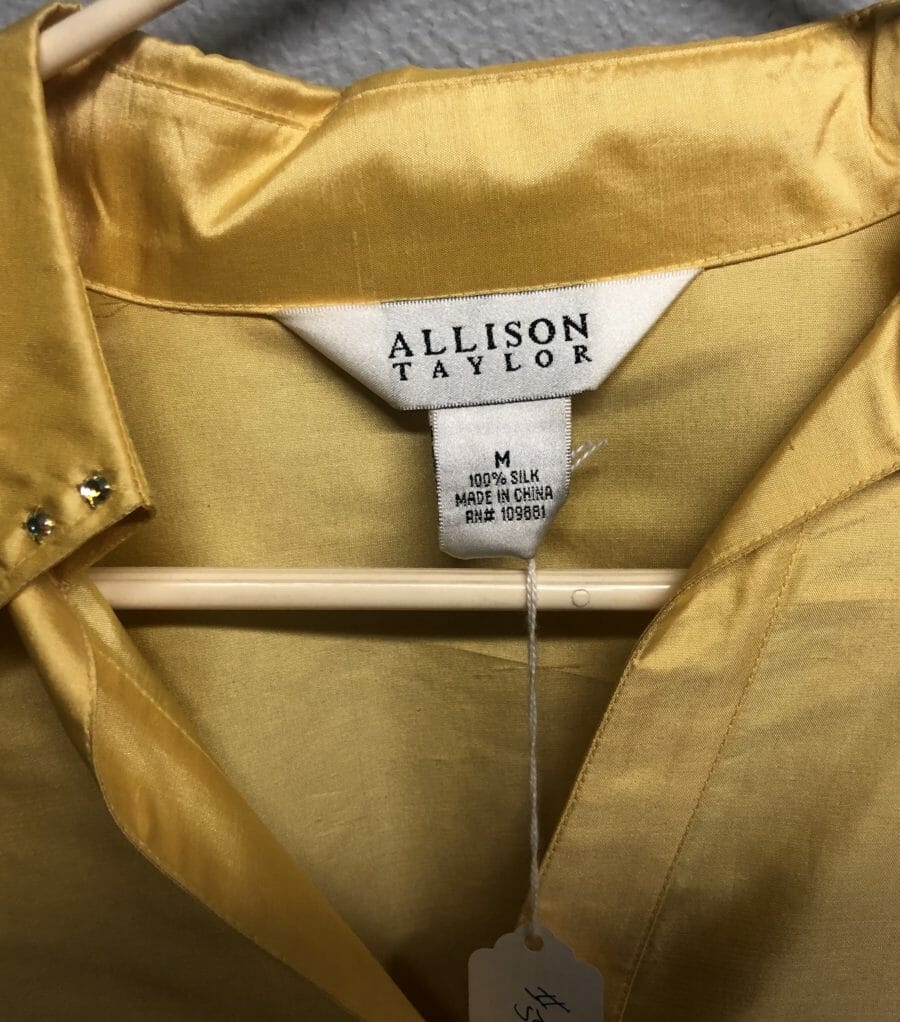 ALLISON
TAYLOR
M
100% SILK
MADE IN CHINA
RN# 109881